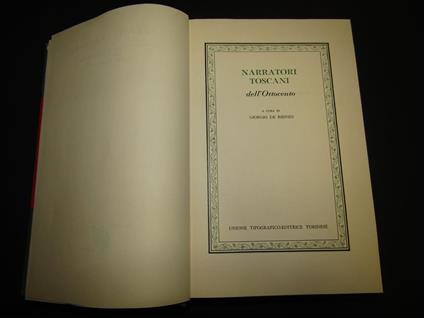 NARRATORI
TOSCANI
dell'Ottocento
A CURA DI
GIORGIO DE RIENZO
UNIONE TIPOGRAFICO-EDITRICE TORINESE